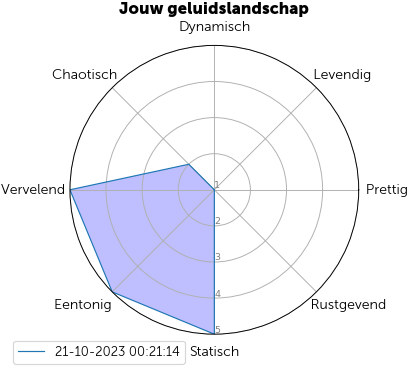 Jouw geluidslandschap
Dynamisch
Chaotisch
Levendig
Vervelend
1
Prettig
2
3
4
Eentonig
Rustgevend
5
21-10-2023 00:21:14
Statisch